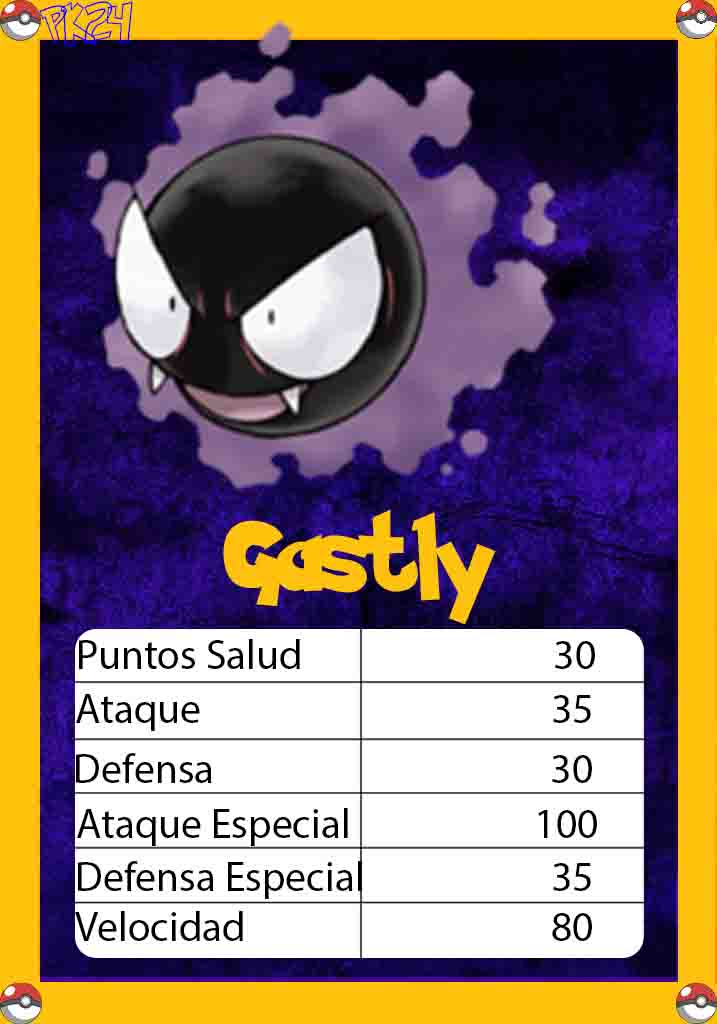 PK24
Gastly
Puntos Salud 30
Ataque 35
Defensa 30
Ataque Especial 100
Defensa Especial 35
Velocidad 80